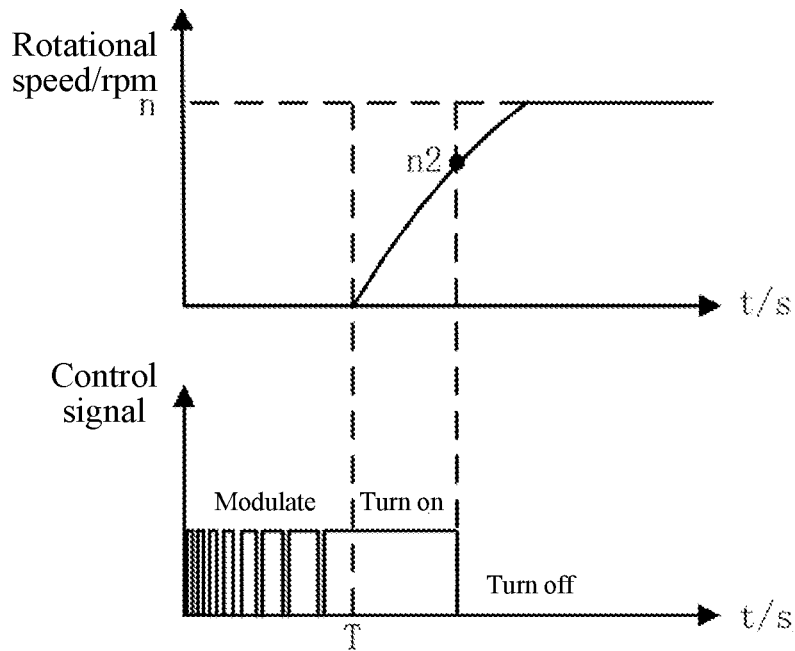 Rotational
speed/rpm
n
n2
t/s
Control
signal
Modulate
Turn on
Turn off
t/s
T